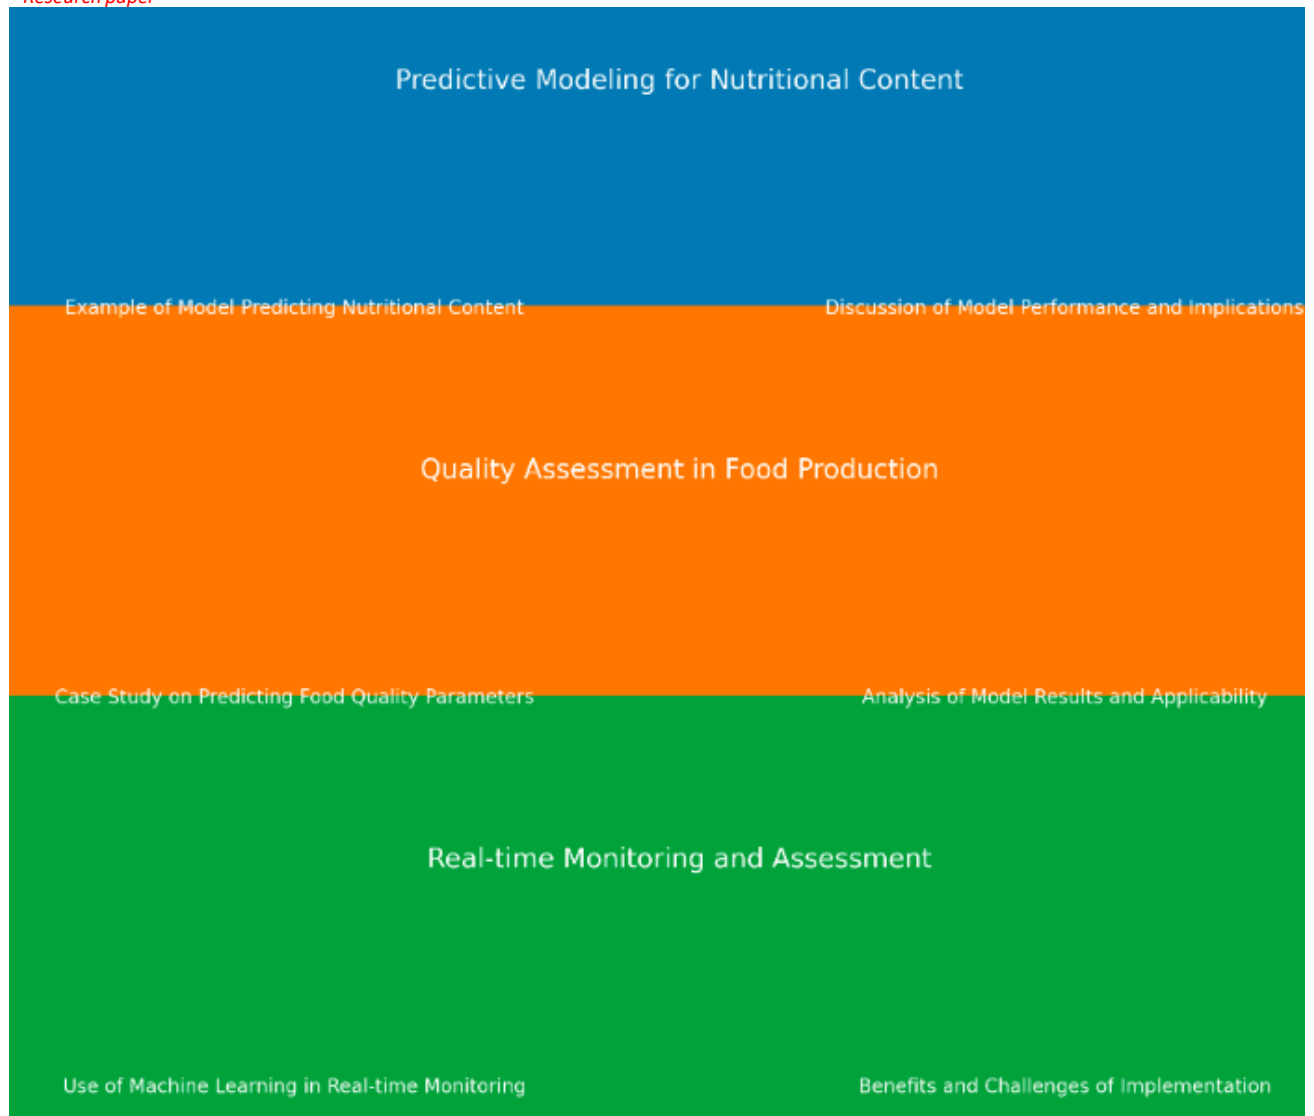 Research paper
Predictive Modeling for Nutritional Content
Example of Model Predicting Nutritional Content
Discussion of Model Performance and Implications
Quality Assessment in Food Production
Case Study on Predicting Food Quality Parameters
Analysis of Model Results and Applicability
Real-time Monitoring and Assessment
Use of Machine Learning in Real-time Monitoring
Benefits and Challenges of Implementation